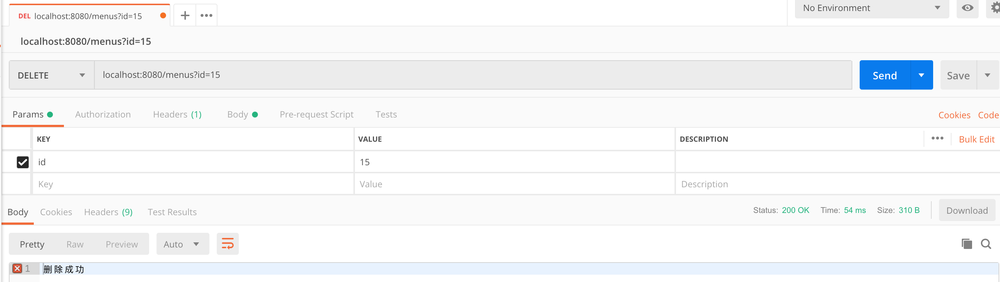 DEL localhost:8080/menus?id=15
No Environment
localhost:8080/menus?id=15
DELETE localhost:8080/menus?id=15 Send Save
Params Authorization Headers (1) Body Pre-request Script Tests Cookies Code
KEY VALUE DESCRIPTION Bulk Edit
id 15
Key Value Description
Body Cookies Headers (9) Test Results Status: 200 OK Time: 54 ms Size: 310 B Download
Pretty Raw Preview Auto
1 删除成功